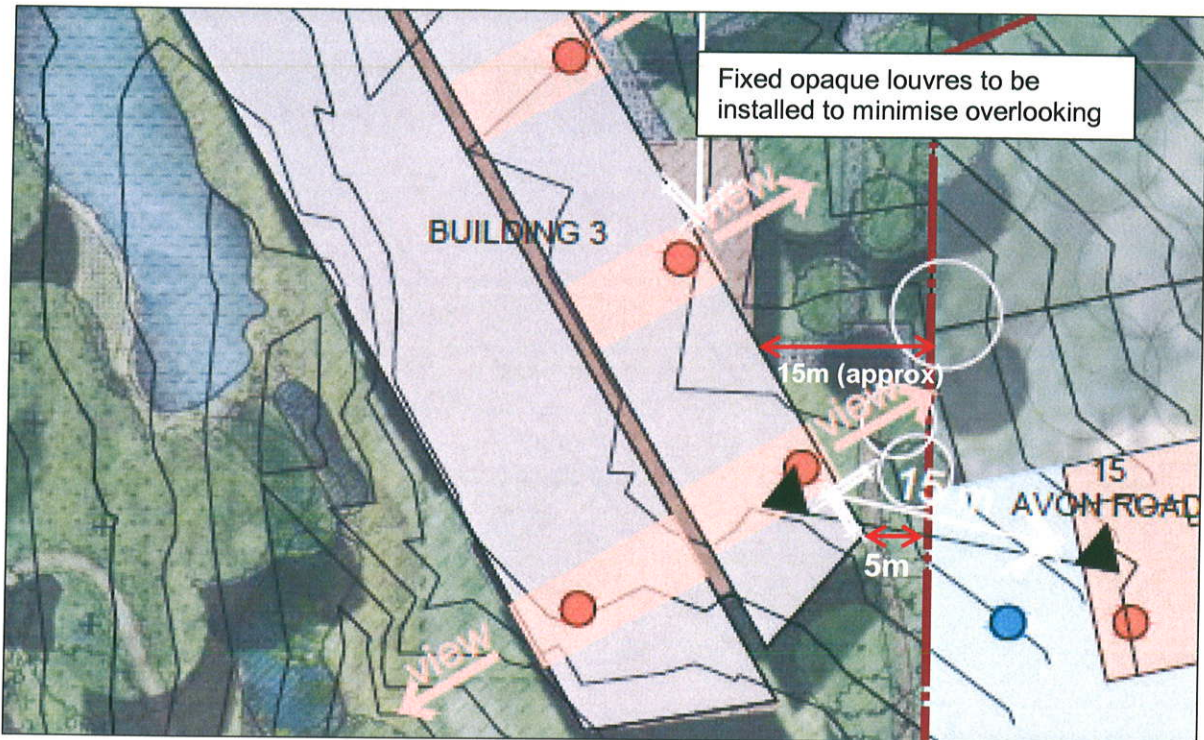 Fixed opaque louvres to be
installed to minimise overlooking
view
BUILDING 3
15m (approx)
view
15 m
15
AVON ROAD
5m
view